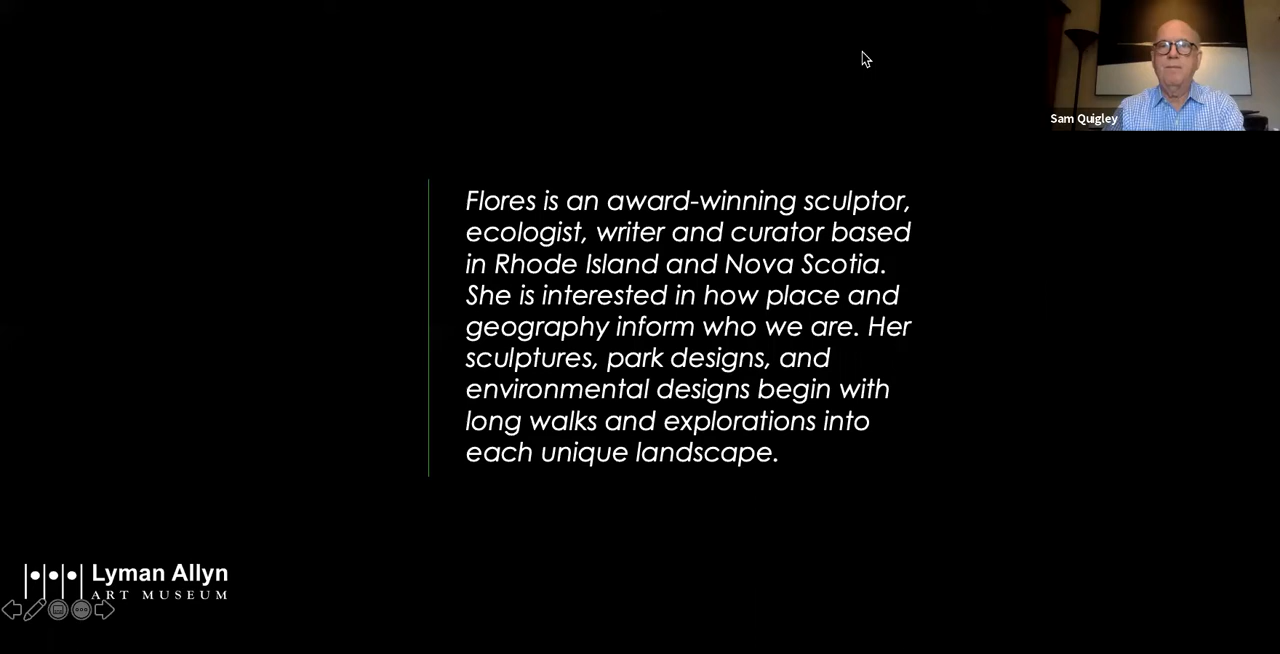 Sam Quigley
Flores is an award-winning sculptor,
ecologist, writer and curator based
in Rhode Island and Nova Scotia.
She is interested in how place and
geography inform who we are. Her
sculptures, park designs, and
environmental designs begin with
long walks and explorations into
each unique landscape.
Lyman Allyn
ART MUSEUM